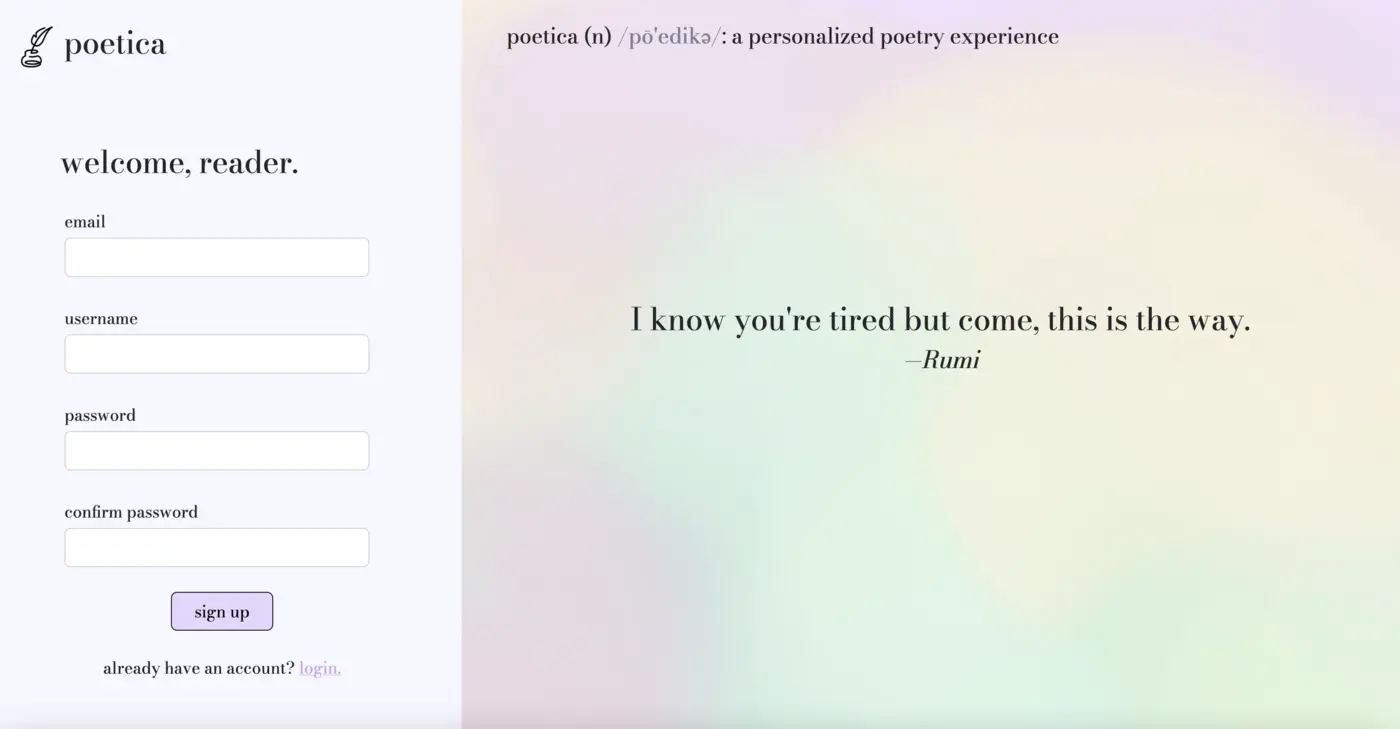 poetica
welcome, reader.
email
username
password
confirm password
sign up
already have an account? login.
poetica (n) /pō'edikə/: a personalized poetry experience
I know you're tired but come, this is the way.
—Rumi